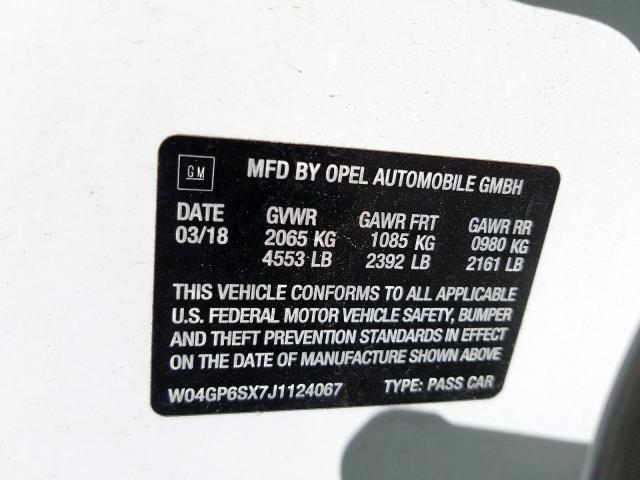 GM
MFD BY OPEL AUTOMOBILE GMBH
DATE GVWR GAWR FRT GAWR RR
03/18 2065 KG 1085 KG 0980 KG
4553 LB 2392 LB 2161 LB
THIS VEHICLE CONFORMS TO ALL APPLICABLE
U.S. FEDERAL MOTOR VEHICLE SAFETY, BUMPER
AND THEFT PREVENTION STANDARDS IN EFFECT
ON THE DATE OF MANUFACTURE SHOWN ABOVE
W04GP6SX7J1124067 TYPE: PASS CAR